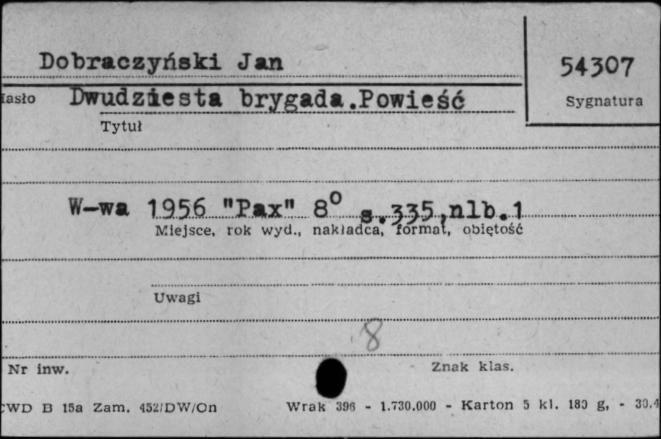 Dobraczyński Jan
54307
Hasło Dwudziesta brygada.Powieść
Sygnatura
Tytuł
W-wa 1956 "Pax" 8° s.335,nlb.1
Miejsce, rok wyd., nakładca, format, objętość
Uwagi
8
Nr inw.
Znak klas.
CWD B 15a Zam. 452/DW/On Wrak 396 - 1.730.000 - Karton 5 kl. 180 g, - 30.4